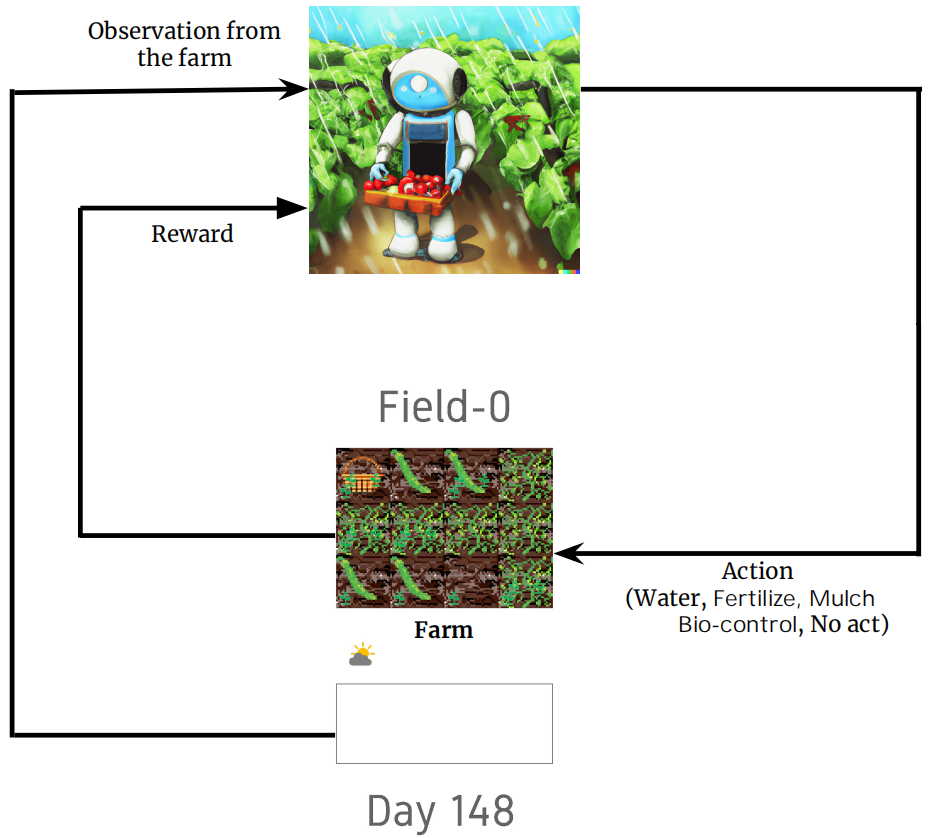 Observation from
the farm
Reward
Field-0
Action
(Water, Fertilize, Mulch
Bio-control, No act)
Farm
Day 148